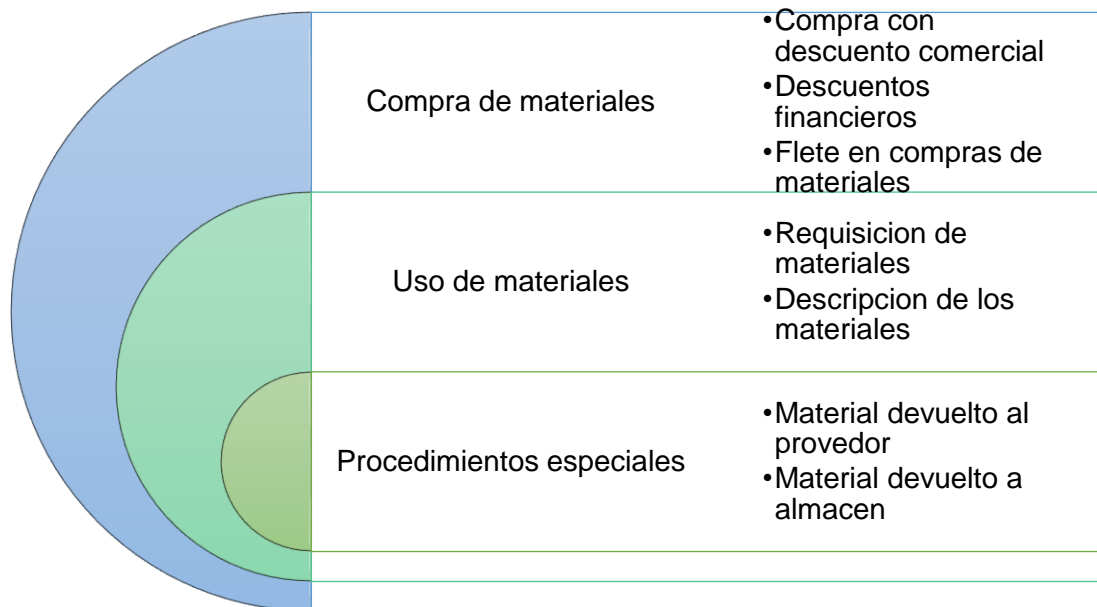 Compra de materiales
•Compra con
descuento comercial
•Descuentos
financieros
•Flete en compras de
materiales
Uso de materiales
•Requisicion de
materiales
•Descripcion de los
materiales
Procedimientos especiales
•Material devuelto al
provedor
•Material devuelto a
almacen